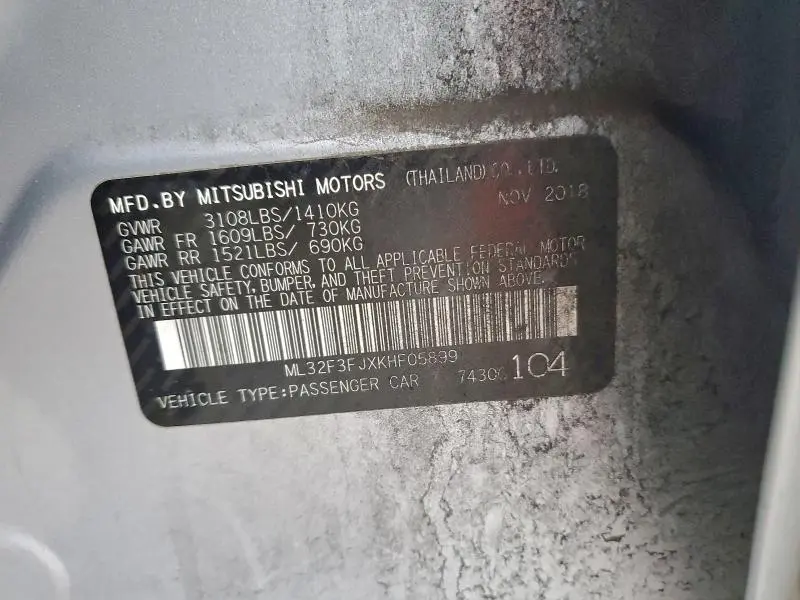 MFD.BY MITSUBISHI MOTORS (THAILAND)CO.,LTD.
NOV 2018
GVWR 3108LBS/1410KG
GAWR FR 1609LBS/ 730KG
GAWR RR 1521LBS/ 690KG
THIS VEHICLE CONFORMS TO ALL APPLICABLE FEDERAL MOTOR
VEHICLE SAFETY, BUMPER, AND THEFT PREVENTION STANDARDS
IN EFFECT ON THE DATE OF MANUFACTURE SHOWN ABOVE.
ML32F3FJXKHF05899
VEHICLE TYPE:PASSENGER CAR 104